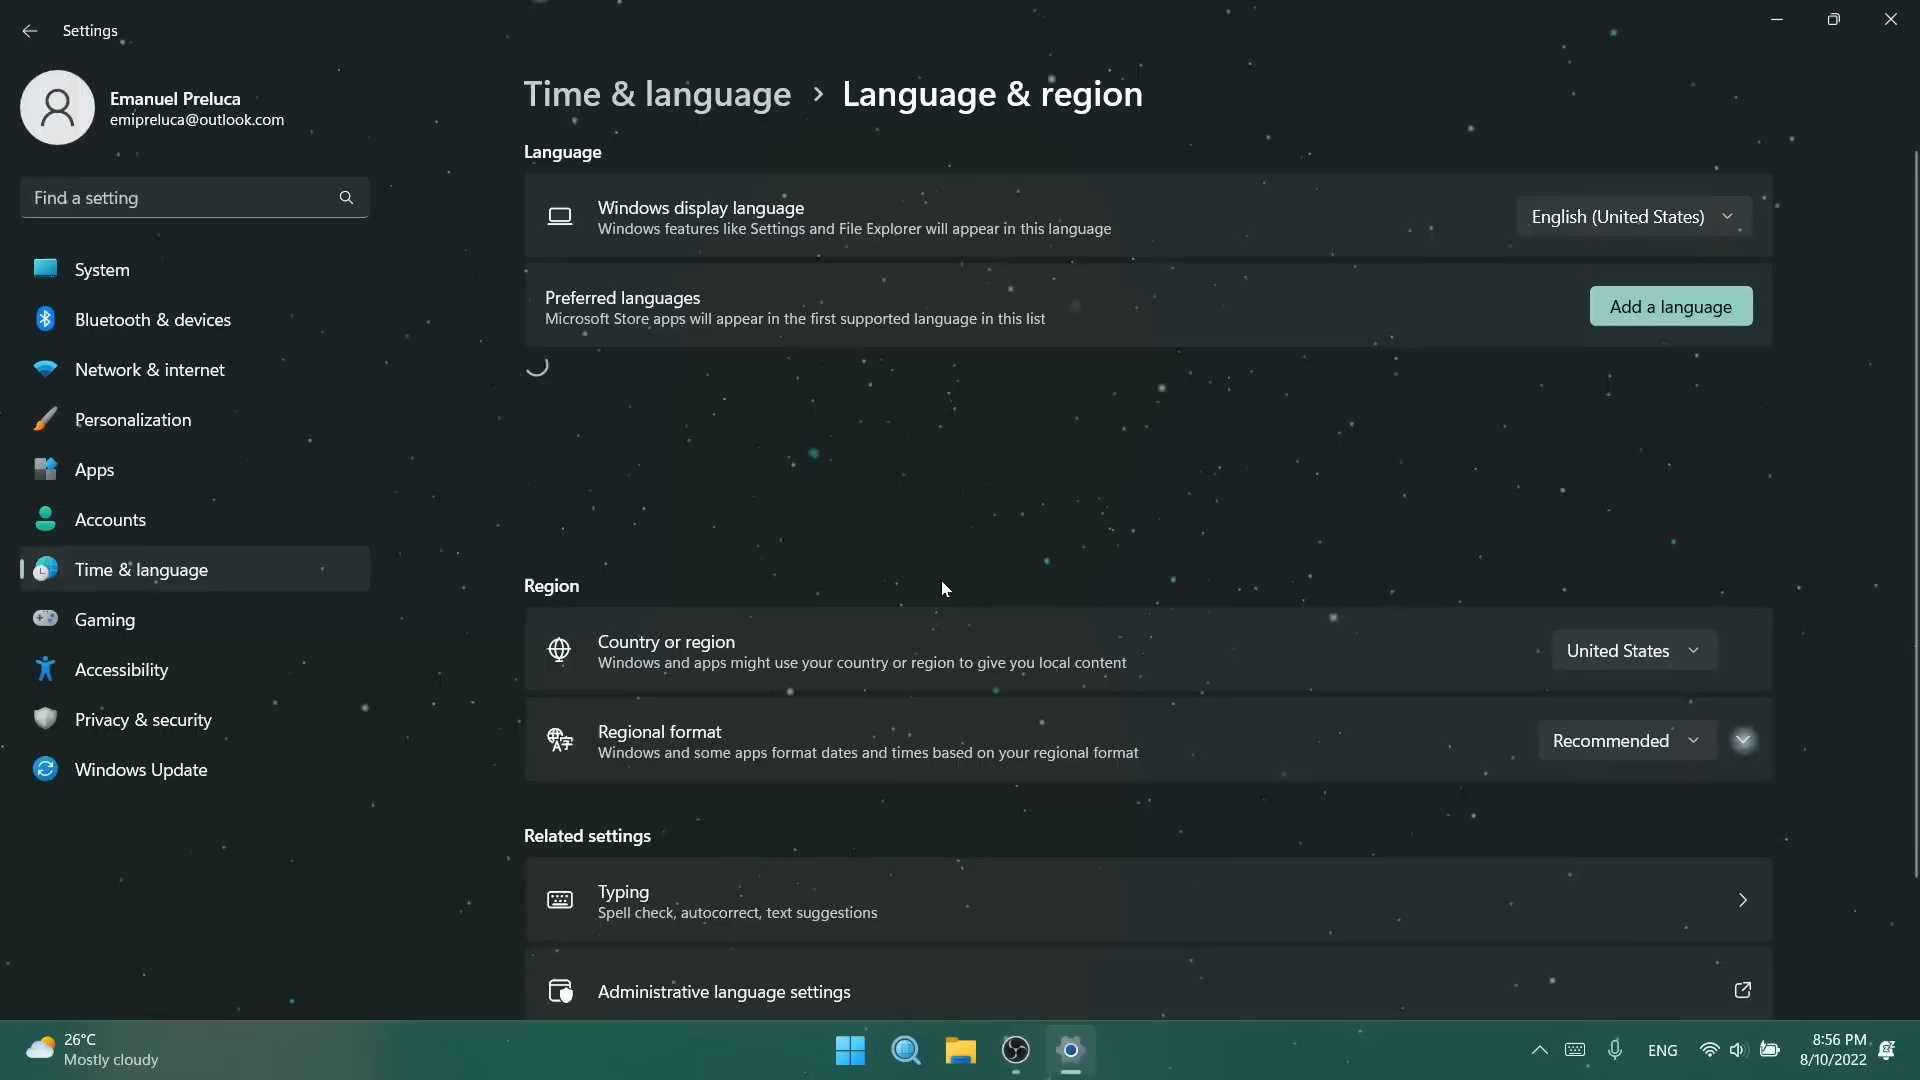 Settings
Emanuel Preluca
emipreluca@outlook.com
Find a setting
System
Bluetooth & devices
Network & internet
Personalization
Apps
Accounts
Time & language
Gaming
Accessibility
Privacy & security
Windows Update
Time & language > Language & region
Language
Windows display language
Windows features like Settings and File Explorer will appear in this language
English (United States)
Preferred languages
Microsoft Store apps will appear in the first supported language in this list
Add a language
Region
Country or region
Windows and apps might use your country or region to give you local content
United States
Regional format
Windows and some apps format dates and times based on your regional format
Recommended
Related settings
Typing
Spell check, autocorrect, text suggestions
Administrative language settings
26°C
Mostly cloudy
ENG
8:56 PM
8/10/2022